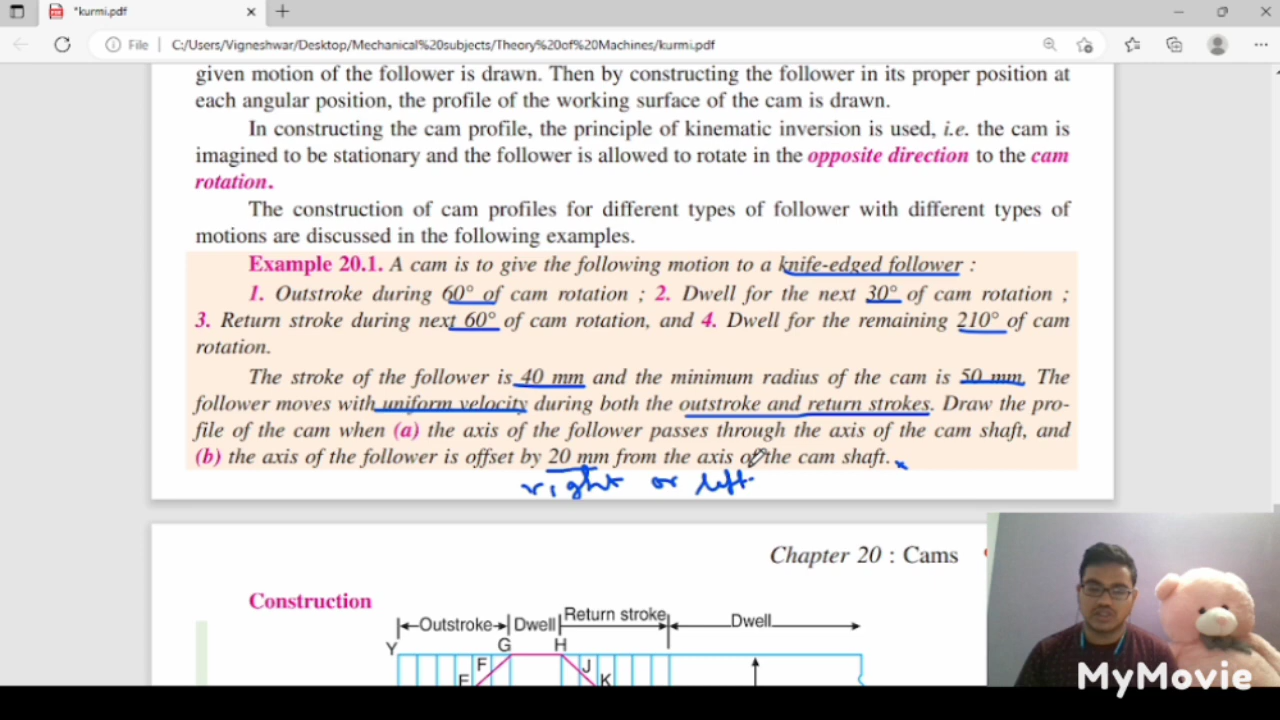 *kurmi.pdf
File
C:/Users/Vigneshwar/Desktop/Mechanical%20subjects/Theory%20of%20Machines/kurmi.pdf
given motion of the follower is drawn. Then by constructing the follower in its proper position at
each angular position, the profile of the working surface of the cam is drawn.
In constructing the cam profile, the principle of kinematic inversion is used, i.e. the cam is
imagined to be stationary and the follower is allowed to rotate in the opposite direction to the cam
rotation.
The construction of cam profiles for different types of follower with different types of
motions are discussed in the following examples.
Example 20.1. A cam is to give the following motion to a knife-edged follower :
1. Outstroke during 60° of cam rotation ; 2. Dwell for the next 30° of cam rotation ;
3. Return stroke during next 60° of cam rotation, and 4. Dwell for the remaining 210° of cam
rotation.
The stroke of the follower is 40 mm and the minimum radius of the cam is 50 mm. The
follower moves with uniform velocity during both the outstroke and return strokes. Draw the pro-
file of the cam when (a) the axis of the follower passes through the axis of the cam shaft, and
(b) the axis of the follower is offset by 20 mm from the axis of the cam shaft.
right or left.
Chapter 20 : Cams
Construction
Outstroke Dwell Return stroke Dwell
Y G H
F J
E K
MyMovie